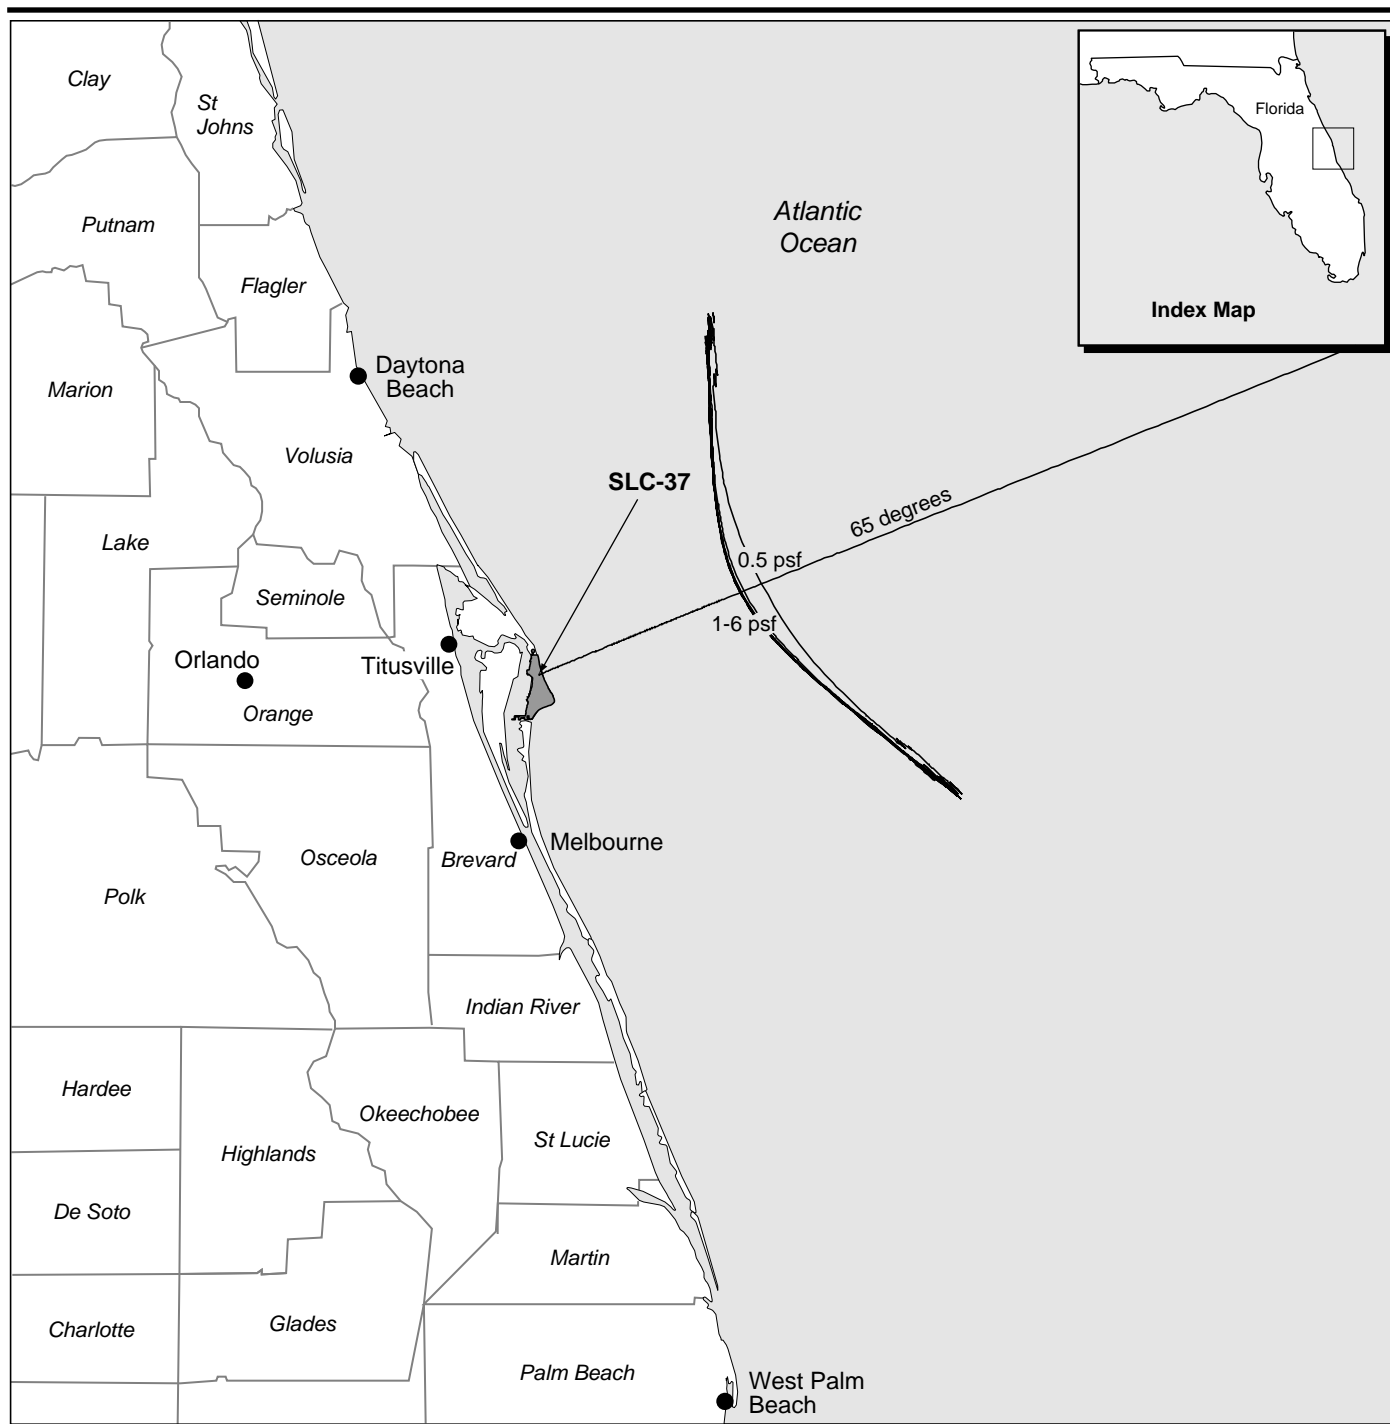 Clay
St
Johns
Florida
Atlantic
Ocean
Putnam
Flagler
Index Map
Daytona
Beach
Marion
Volusia
SLC-37
65 degrees
Lake
0.5 psf
Seminole
1-6 psf
Orlando
Titusville
Orange
Melbourne
Osceola
Brevard
Polk
Indian River
Hardee
Okeechobee
St Lucie
Highlands
De Soto
Martin
Glades
Charlotte
Palm Beach
West Palm
Beach